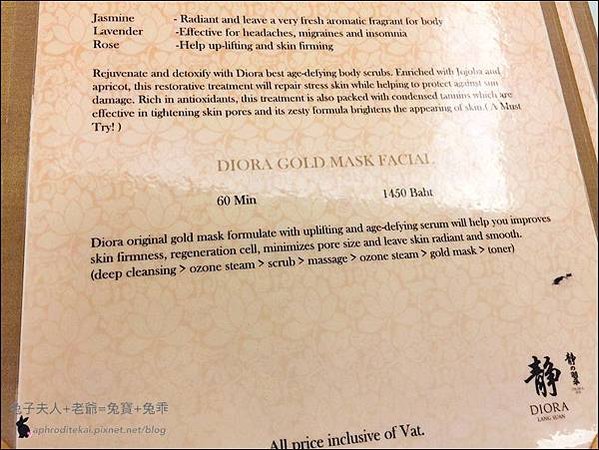 Jasmine - Radiant and leave a very fresh aromatic fragrant for body
Lavender - Effective for headaches, migraines and insomnia
Rose -Help up-lifting and skin firming
Rejuvenate and detoxify with Diora best age-defying body scrubs. Enriched with Jojoba and
apricot, this restorative treatment will repair stress skin while helping to protect against sun
damage. Rich in antioxidants, this treatment is also packed with condensed tannins which are
effective in tightening skin pores and its zesty formula brightens the appearing of skin.( A Must
Try! )
DIORA GOLD MASK FACIAL
60 Min 1450 Baht
Diora original gold mask formulate with uplifting and age-defying serum will help you improves
skin firmness, regeneration cell, minimizes pore size and leave skin radiant and smooth.
(deep cleansing > ozone steam > scrub > massage > ozone steam > gold mask > toner)
静
DIORA
LANG SUAN
All price inclusive of Vat.
兔子夫人+老爺=兔寶+兔乖
aphroditekai.pixnet.net/blog